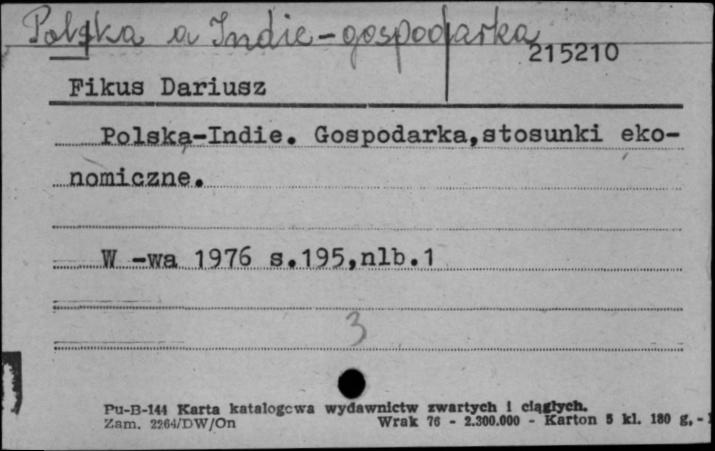 Polska a Indie - gospodarka
215210
Fikus Dariusz
Polska-Indie. Gospodarka,stosunki eko-
nomiczne.
W -wa 1976 s.195,nlb.1
3
Pu-B-144 Karta katalogowa wydawnictw zwartych i ciągłych.
Zam. 2264/DW/On Wrak 76 - 2.300.000 - Karton 5 kl. 180 g. -